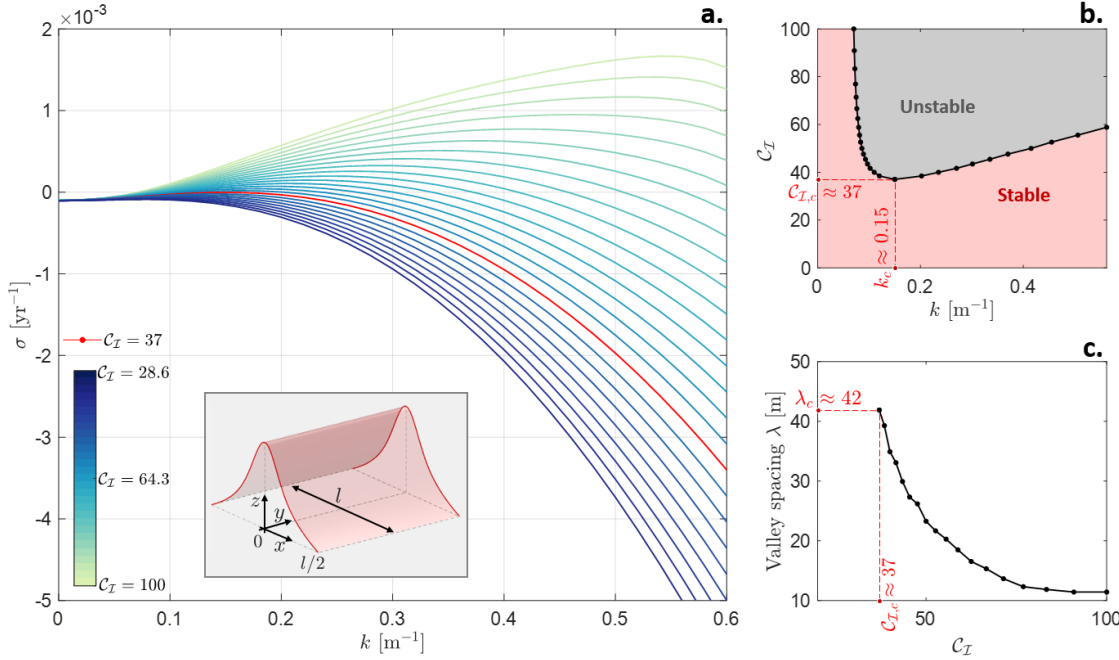 a.
×10⁻³
2
1
0
-1
-2
-3
-4
-5
σ [yr⁻¹]
0
0.1
0.2
0.3
0.4
0.5
0.6
k [m⁻¹]
𝒞_ℐ = 37
𝒞_ℐ = 28.6
𝒞_ℐ = 64.3
𝒞_ℐ = 100
z
y
x
0
l
l/2
b.
100
80
60
40
20
0
𝒞_ℐ
Unstable
Stable
𝒞_ℐ,c ≈ 37
k_c ≈ 0.15
0
0.2
0.4
k [m⁻¹]
c.
50
40
30
20
10
Valley spacing λ [m]
λ_c ≈ 42
𝒞_ℐ,c ≈ 37
50
100
𝒞_ℐ